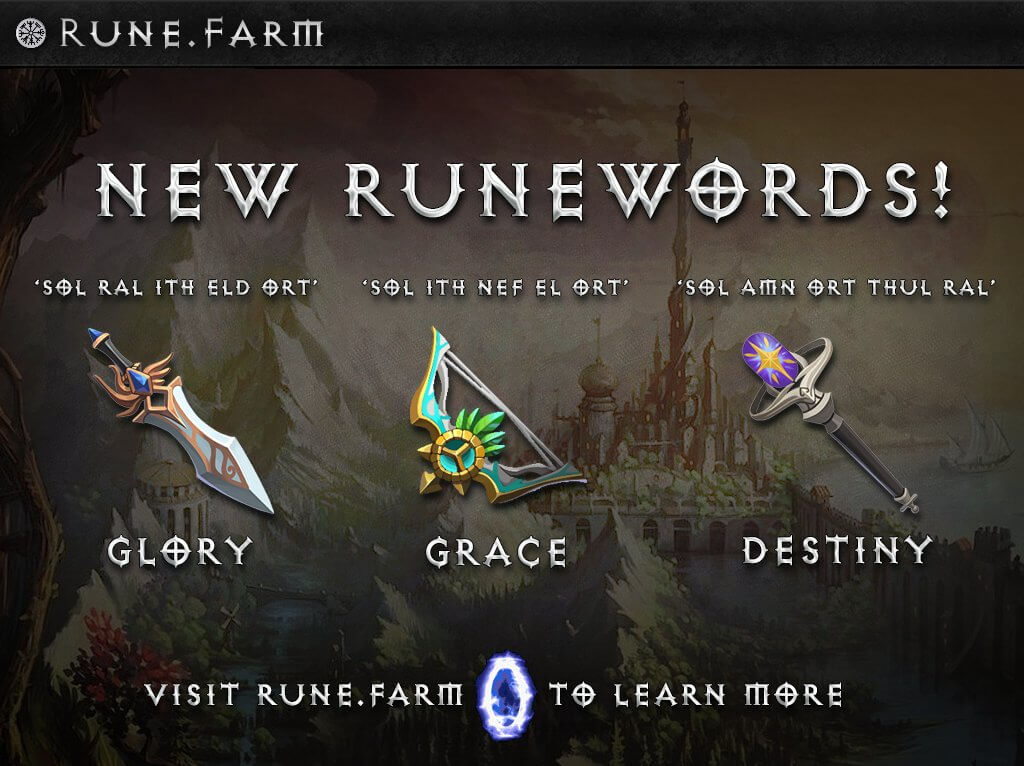 Rune.Farm
NEW RUNEWORDS!
'SOL RAL ITH ELD ORT' 'SOL ITH NEF EL ORT' 'SOL AMN ORT THUL RAL'
GLORY GRACE DESTINY
VISIT RUNE.FARM TO LEARN MORE